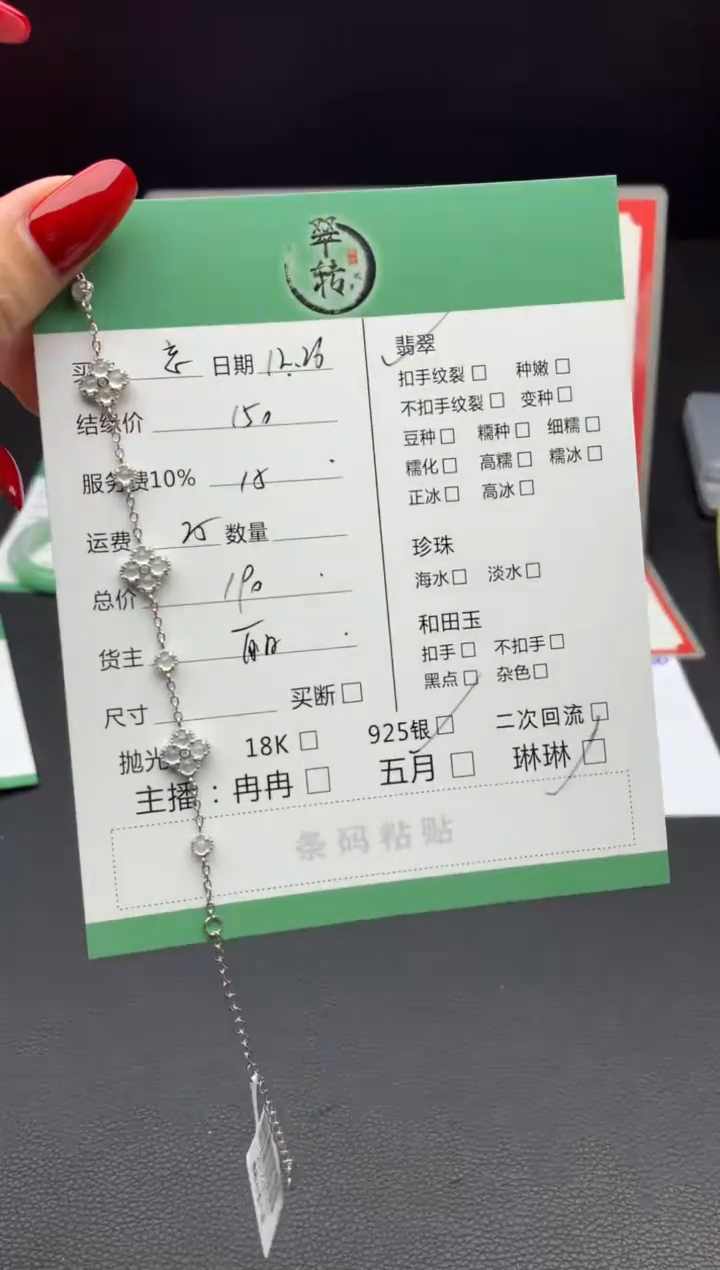 翠
转
日期 12.26
结缘价 150
服务费10% 15
运费 25 数量
总价 190
货主
尺寸 买断
抛光 18K 925银 二次回流
主播：冉冉 五月 琳琳
条码粘贴
翡翠
扣手纹裂 种嫩
不扣手纹裂 变种
豆种 糯种 细糯
糯化 高糯 糯冰
正冰 高冰
珍珠
海水 淡水
和田玉
扣手 不扣手
黑点 杂色